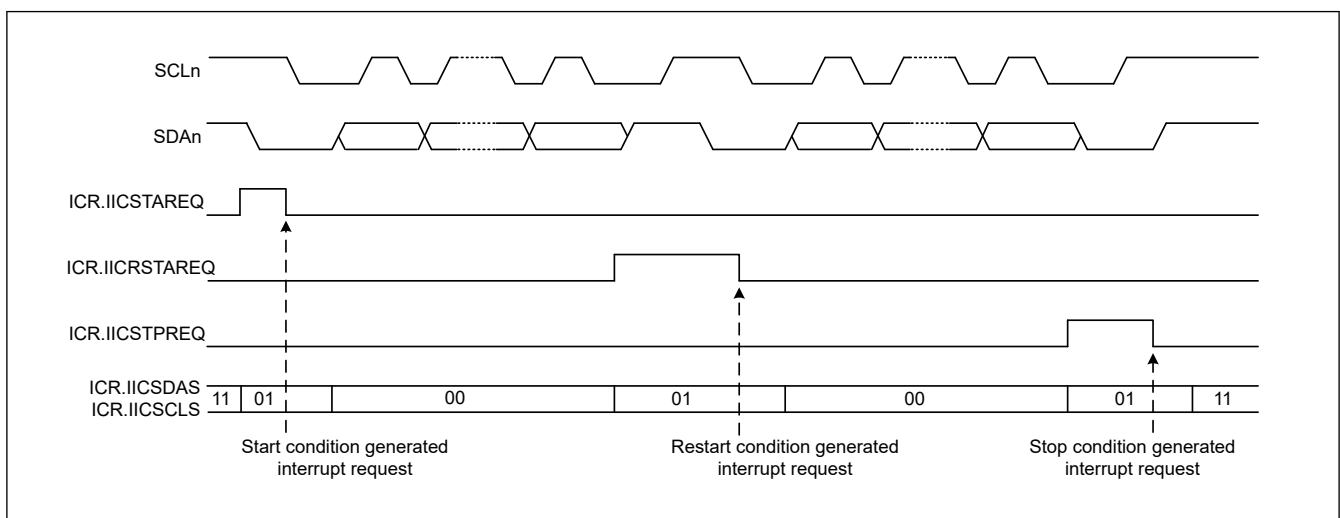 SCLn
SDAn
ICR.IICSTAREQ
ICR.IICRSTAREQ
ICR.IICSTPREQ
ICR.IICSDAS
ICR.IICSCLS
11 01 00 01 00 01 11
Start condition generated
interrupt request
Restart condition generated
interrupt request
Stop condition generated
interrupt request